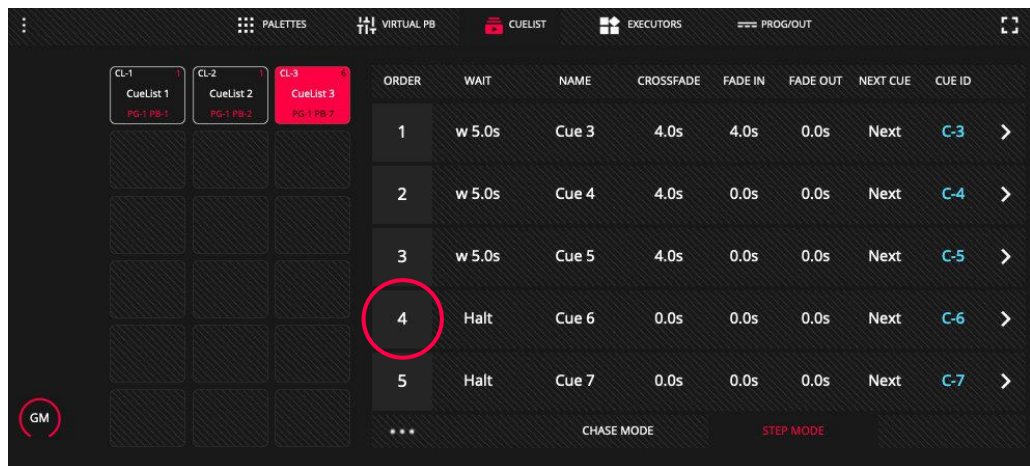 PALETTES VIRTUAL PB CUELIST EXECUTORS PROG/OUT
CL-1 1 CL-2 1 CL-3 6
CueList 1 CueList 2 CueList 3
PG-1 PB-1 PG-1 PB-2 PG-1 PB-7
ORDER WAIT NAME CROSSFADE FADE IN FADE OUT NEXT CUE CUE ID
1 w 5.0s Cue 3 4.0s 4.0s 0.0s Next C-3
2 w 5.0s Cue 4 4.0s 0.0s 0.0s Next C-4
3 w 5.0s Cue 5 4.0s 0.0s 0.0s Next C-5
4 Halt Cue 6 0.0s 0.0s 0.0s Next C-6
5 Halt Cue 7 0.0s 0.0s 0.0s Next C-7
GM
CHASE MODE STEP MODE